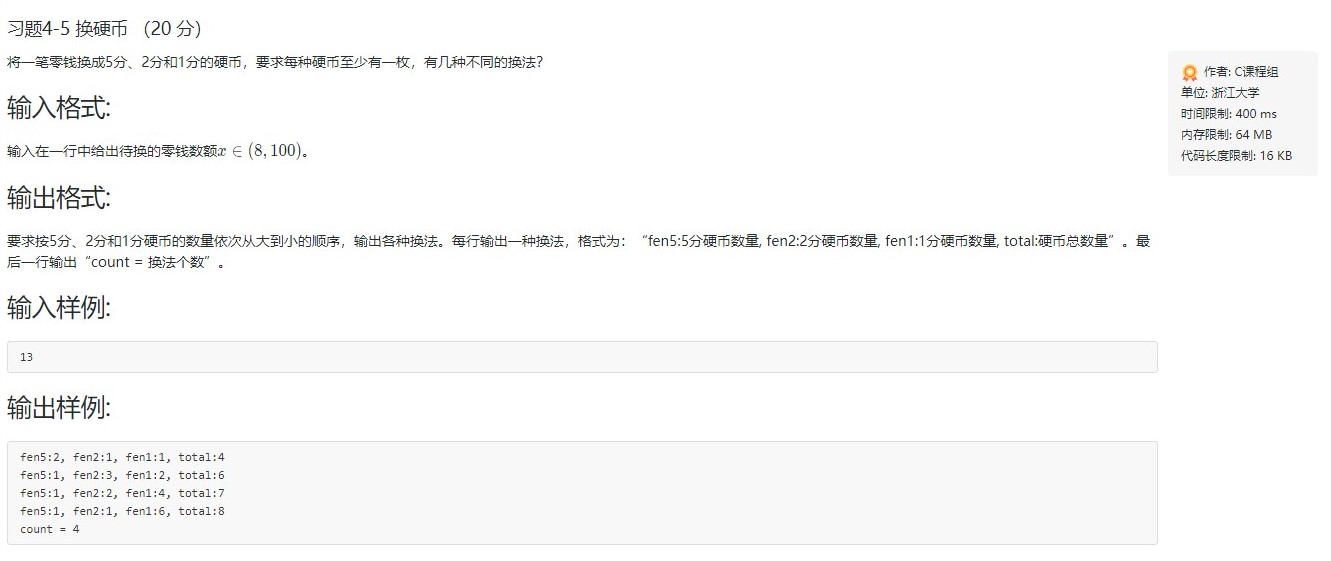 习题4-5 换硬币 （20 分）
将一笔零钱换成5分、2分和1分的硬币，要求每种硬币至少有一枚，有几种不同的换法？
作者: C课程组
单位: 浙江大学
时间限制: 400 ms
内存限制: 64 MB
代码长度限制: 16 KB
输入格式:
输入在一行中给出待换的零钱数额x ∈ (8, 100)。
输出格式:
要求按5分、2分和1分硬币的数量依次从大到小的顺序，输出各种换法。每行输出一种换法，格式为：“fen5:5分硬币数量, fen2:2分硬币数量, fen1:1分硬币数量, total:硬币总数量”。最
后一行输出“count = 换法个数”。
输入样例:
13
输出样例:
fen5:2, fen2:1, fen1:1, total:4
fen5:1, fen2:3, fen1:2, total:6
fen5:1, fen2:2, fen1:4, total:7
fen5:1, fen2:1, fen1:6, total:8
count = 4